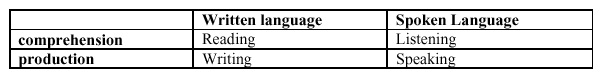 Written language Spoken Language
comprehension Reading Listening
production Writing Speaking